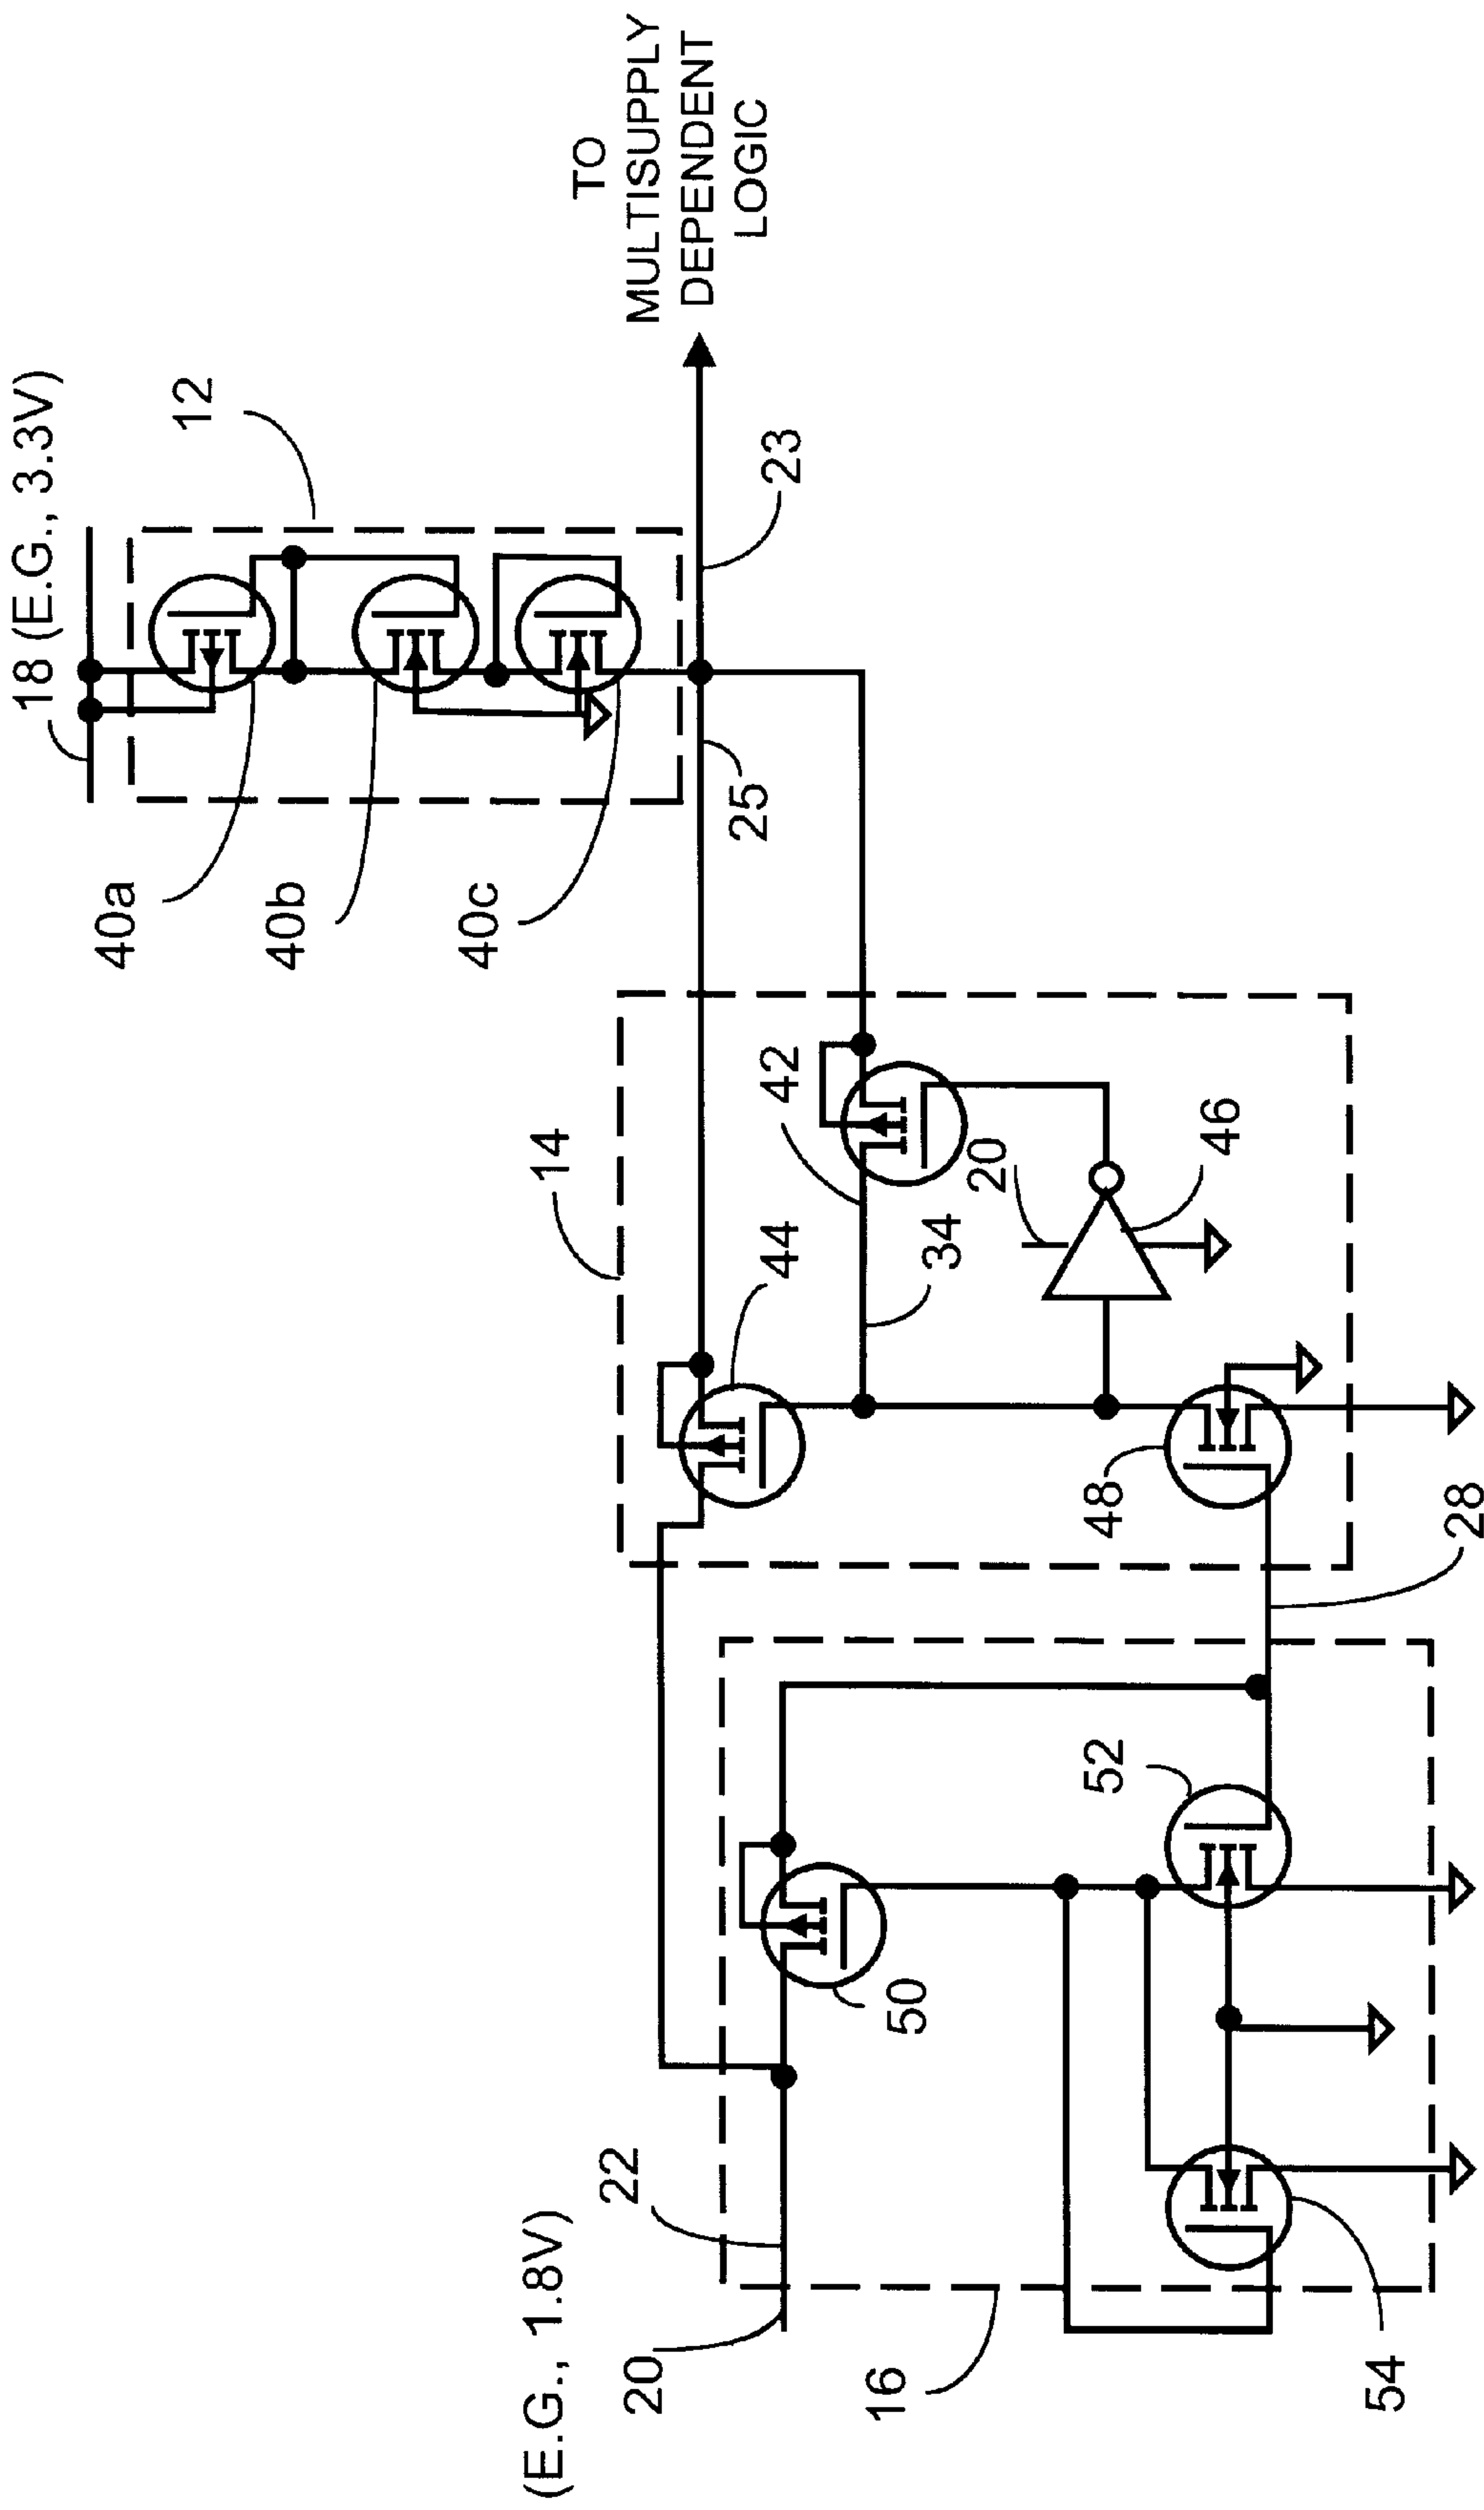 18 (E.G., 3.3V)
12
40a
40b
40c
TO
MULTISUPPLY
DEPENDENT
LOGIC
23
25
14
44
42
34
20
46
48
28
(E.G., 1.8V)
20
22
16
50
52
54